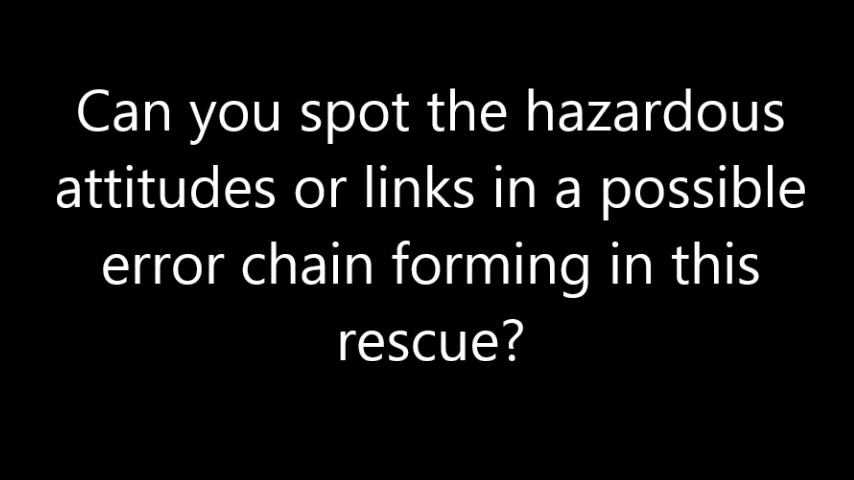 Can you spot the hazardous
attitudes or links in a possible
error chain forming in this
rescue?